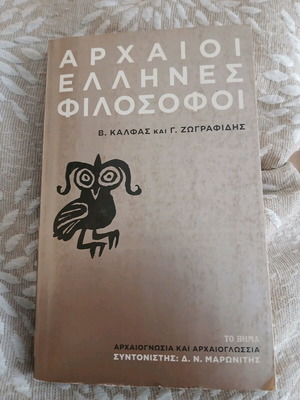 ΑΡΧΑΙΟΙ
ΕΛΛΗΝΕΣ
ΦΙΛΟΣΟΦΟΙ
Β. ΚΑΛΦΑΣ ΚΑΙ Γ. ΖΩΓΡΑΦΙΔΗΣ
ΤΟ ΒΗΜΑ
ΑΡΧΑΙΟΓΝΩΣΙΑ ΚΑΙ ΑΡΧΑΙΟΓΛΩΣΣΙΑ
ΣΥΝΤΟΝΙΣΤΗΣ: Δ. Ν. ΜΑΡΩΝΙΤΗΣ